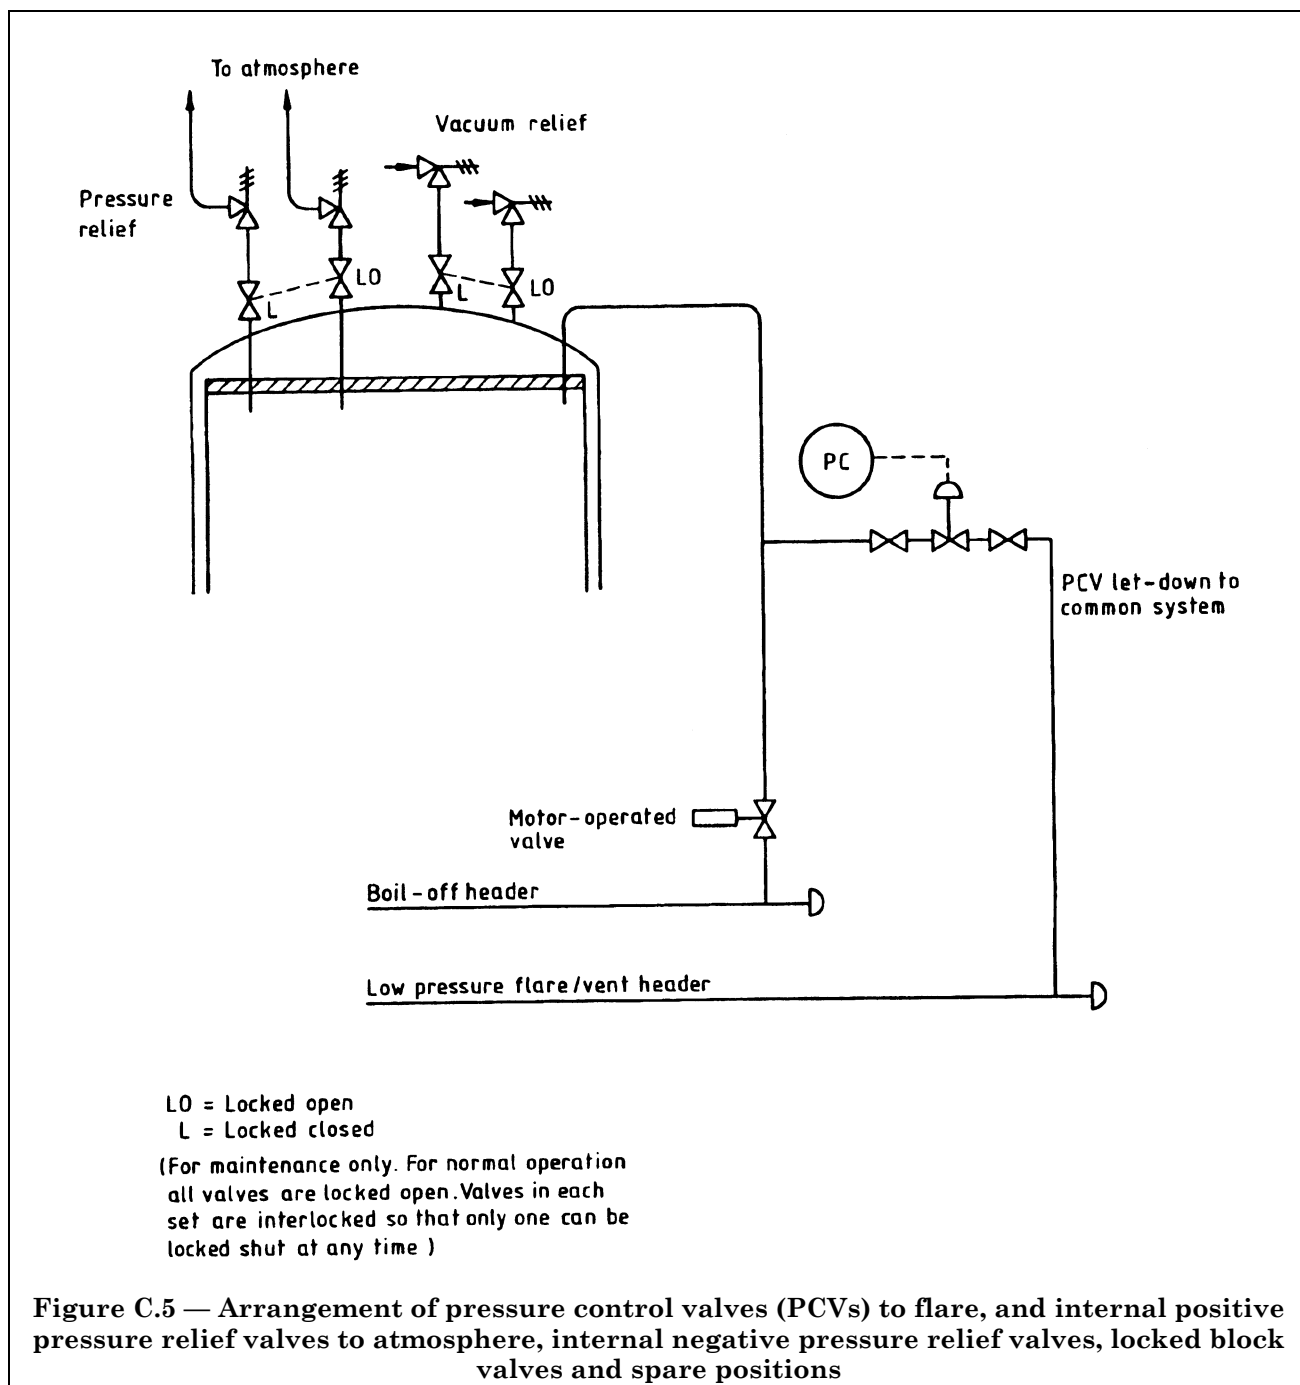 To atmosphere
Vacuum relief
Pressure
relief
LO
L
L
LO
PC
PCV let-down to
common system
Motor-operated
valve
Boil-off header
Low pressure flare/vent header
LO = Locked open
L = Locked closed
(For maintenance only. For normal operation
all valves are locked open. Valves in each
set are interlocked so that only one can be
locked shut at any time)
Figure C.5 — Arrangement of pressure control valves (PCVs) to flare, and internal positive
pressure relief valves to atmosphere, internal negative pressure relief valves, locked block
valves and spare positions